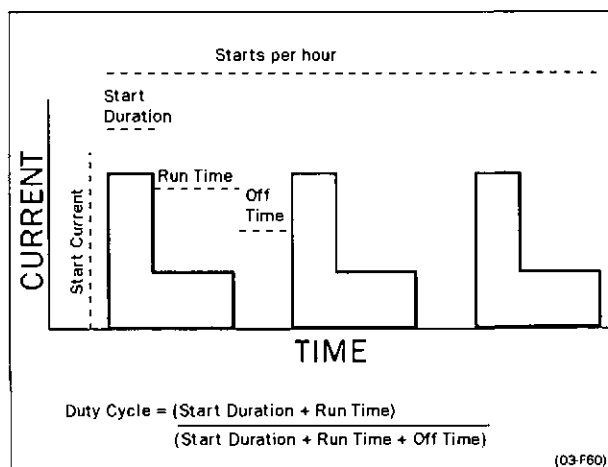 Starts per hour
Start
Duration
Run Time
Off
Time
Start Current
CURRENT
TIME
Duty Cycle = (Start Duration + Run Time)
(Start Duration + Run Time + Off Time)
(03-F60)